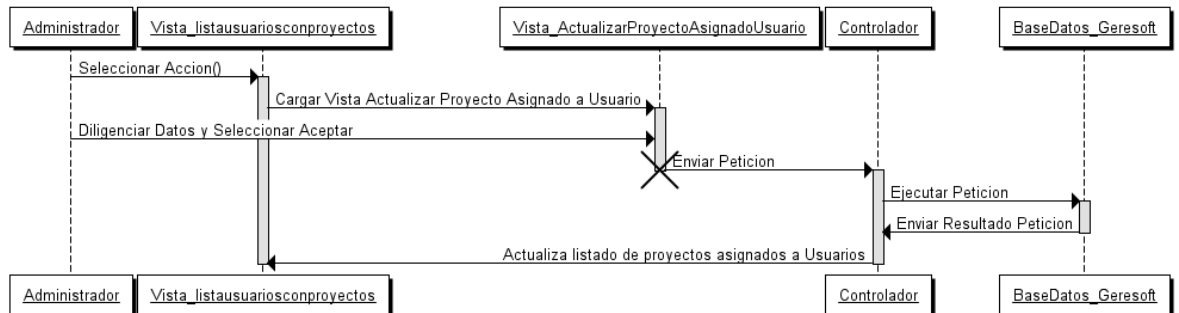 Administrador
Vista_listausuariosconproyectos
Vista_ActualizarProyectoAsignadoUsuario
Controlador
BaseDatos_Geresoft
Seleccionar Accion()
Cargar Vista Actualizar Proyecto Asignado a Usuario
Diligenciar Datos y Seleccionar Aceptar
Enviar Peticion
Ejecutar Peticion
Enviar Resultado Peticion
Actualiza listado de proyectos asignados a Usuarios
Administrador
Vista_listausuariosconproyectos
Controlador
BaseDatos_Geresoft